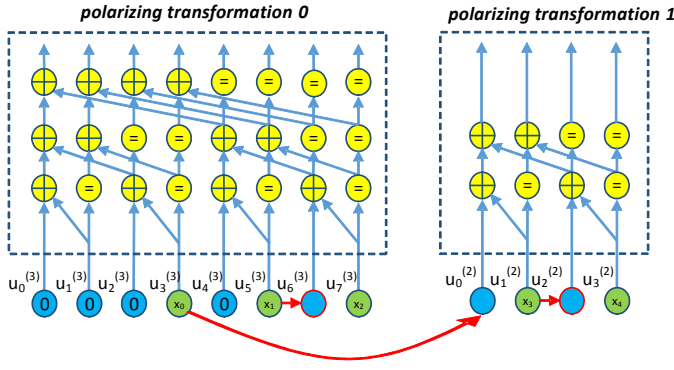 polarizing transformation 0 polarizing transformation 1
+ + + + = = = =
+ + = = + + = = + + = =
+ = + = + = + = + = + =
u₀⁽³⁾ u₁⁽³⁾ u₂⁽³⁾ u₃⁽³⁾ u₄⁽³⁾ u₅⁽³⁾ u₆⁽³⁾ u₇⁽³⁾ u₀⁽²⁾ u₁⁽²⁾ u₂⁽²⁾ u₃⁽²⁾
0 0 0 x₀ 0 x₁ x₂ x₃ x₄